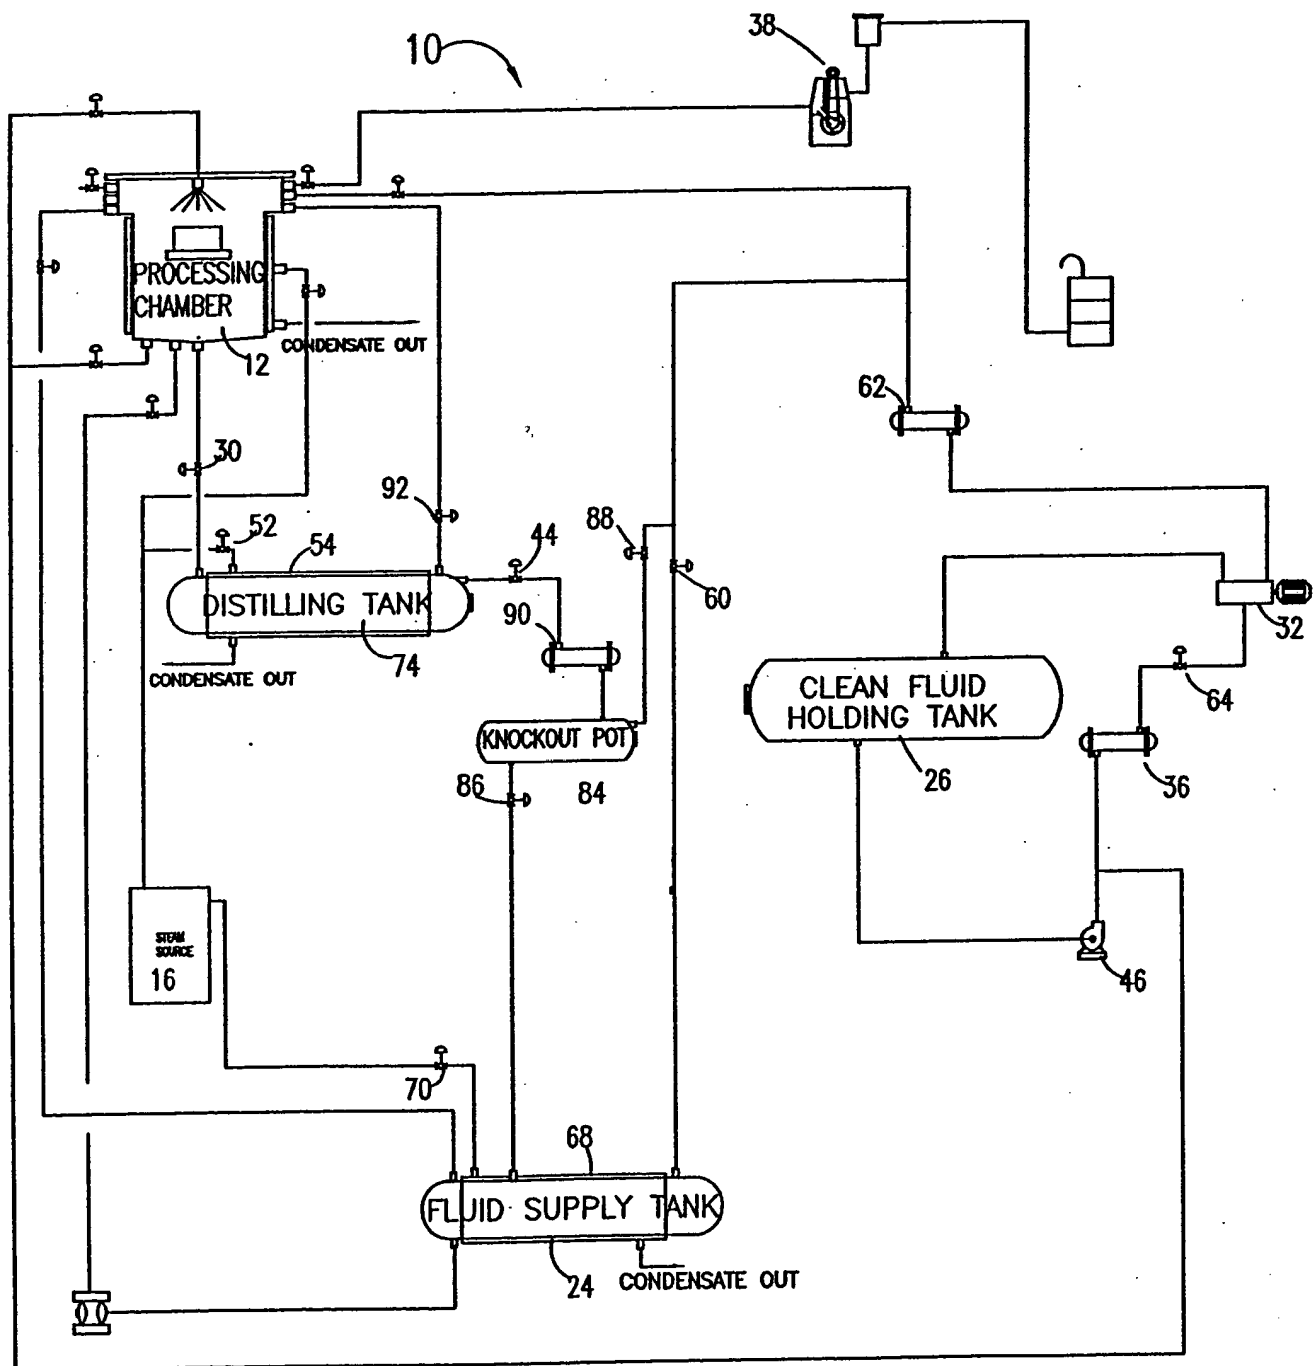 38
10
PROCESSING
CHAMBER
CONDENSATE OUT
12
62
30
92
52
54
44
88
60
DISTILLING TANK
90
32
74
CONDENSATE OUT
CLEAN FLUID
HOLDING TANK
64
KNOCKOUT POT
86
84
26
36
STEAM
SOURCE
16
46
70
68
FLUID SUPPLY TANK
24
CONDENSATE OUT